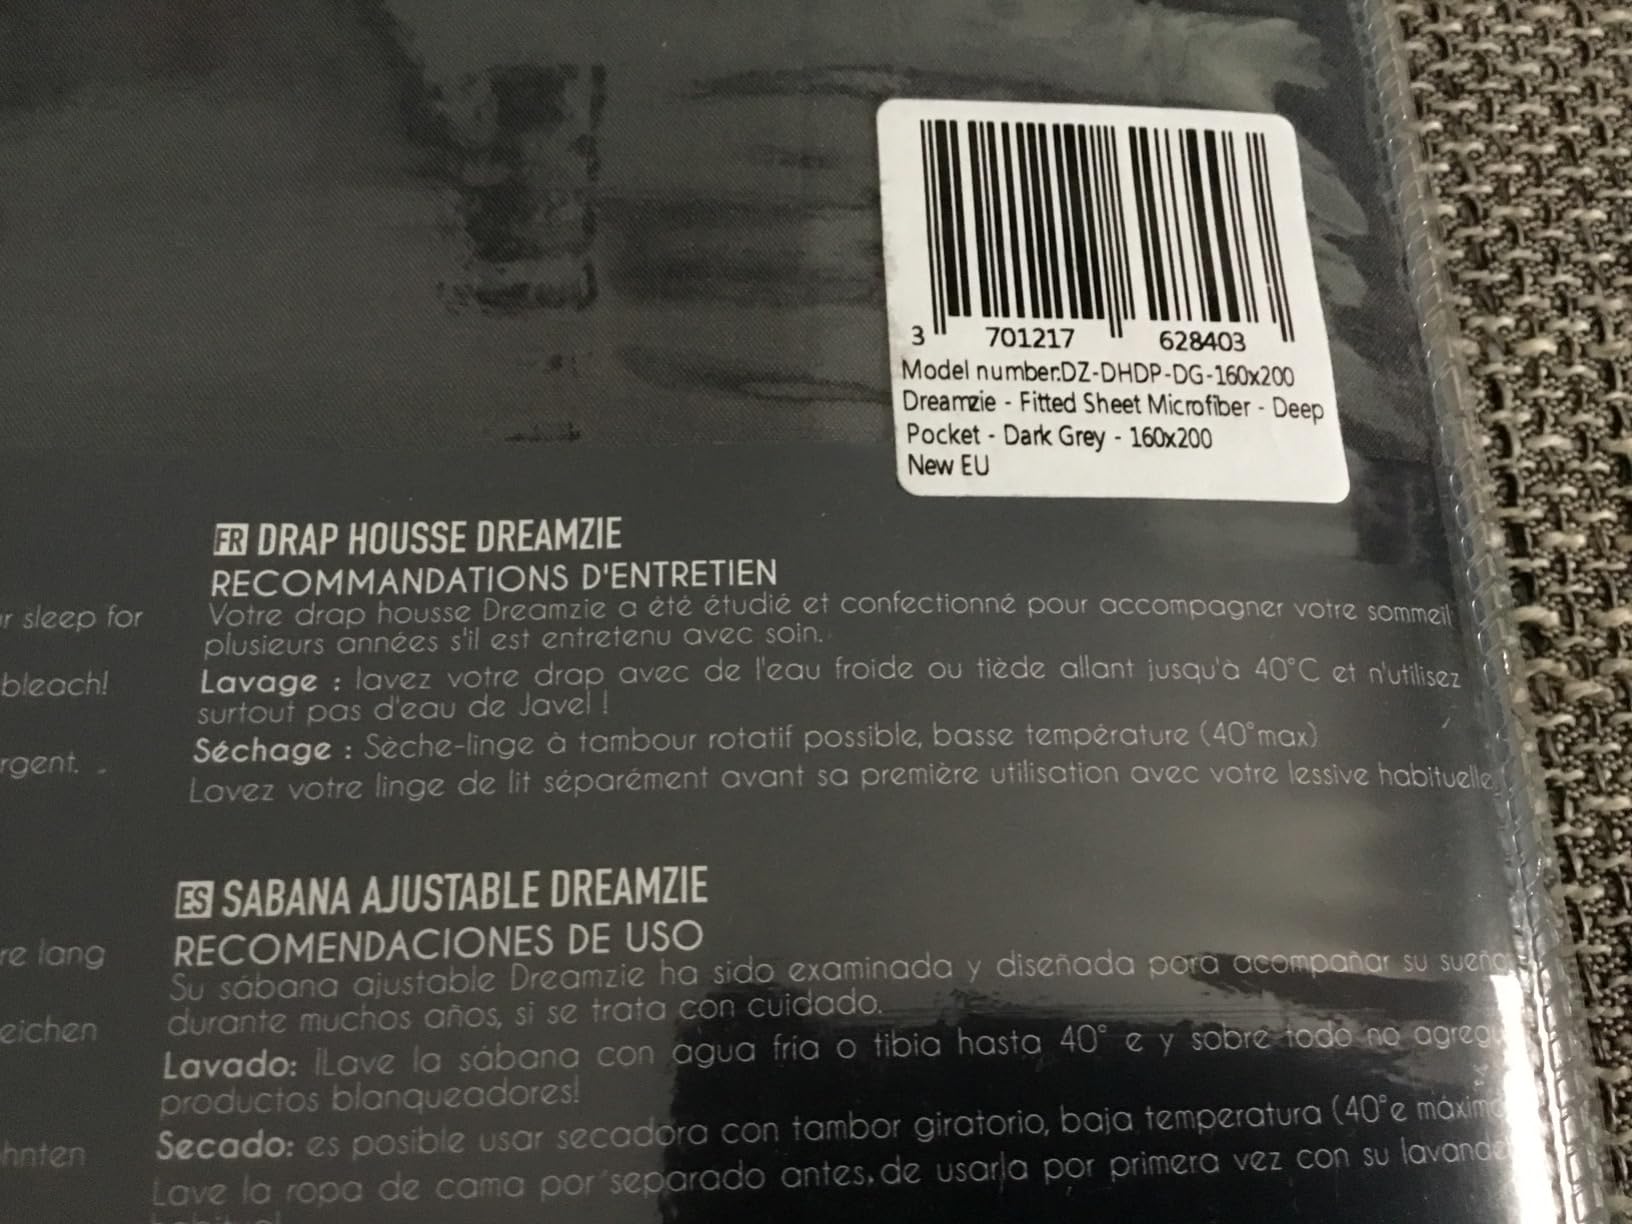 3 701217 628403
Model number:DZ-DHDP-DG-160x200
Dreamzie - Fitted Sheet Microfiber - Deep
Pocket - Dark Grey - 160x200
New EU
FR DRAP HOUSSE DREAMZIE
RECOMMANDATIONS D'ENTRETIEN
Votre drap housse Dreamzie a été étudié et confectionné pour accompagner votre sommeil
plusieurs années s'il est entretenu avec soin.
Lavage : lavez votre drap avec de l'eau froide ou tiède allant jusqu'à 40°C et n'utilisez
surtout pas d'eau de Javel !
Séchage : Sèche-linge à tambour rotatif possible, basse température (40°max)
Lavez votre linge de lit séparément avant sa première utilisation avec votre lessive habituelle
ES SABANA AJUSTABLE DREAMZIE
RECOMENDACIONES DE USO
Su sábana ajustable Dreamzie ha sido examinada y diseñada para acompañar su sueño
durante muchos años, si se trata con cuidado.
Lavado: ¡Lave la sábana con agua fria o tibia hasta 40° e y sobre todo no agreg
productos blanqueadores!
Secado: es posible usar secadora con tambor giratorio, baja temperatura (40°e máxim
Lave la ropa de cama por separado antes de usarla por primera vez con su lavand
r sleep for
bleach!
rgent.
re lang
eichen
hnten